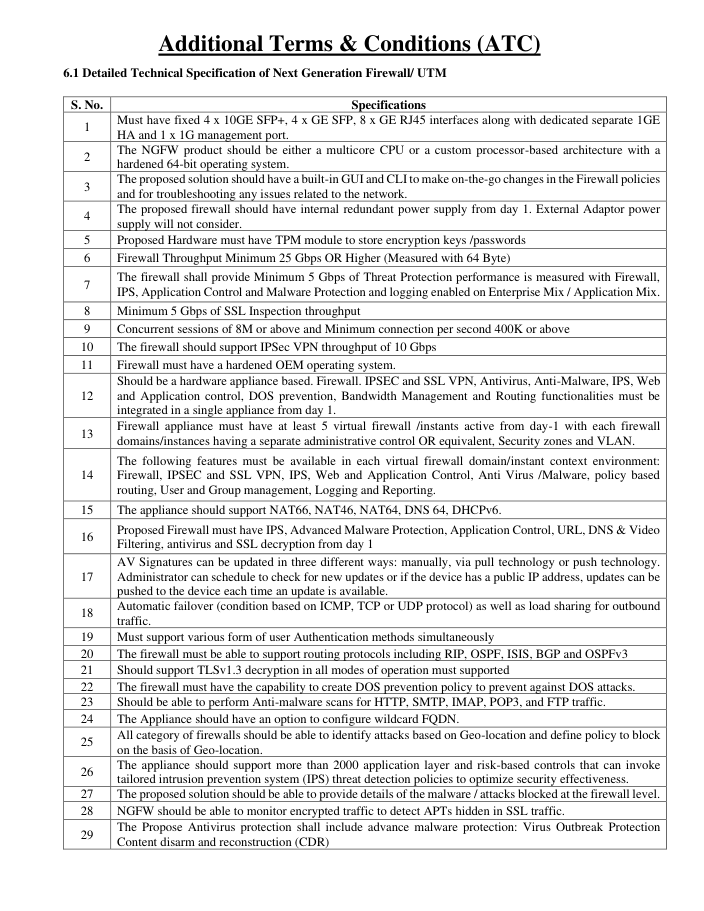 Additional Terms & Conditions (ATC)
6.1 Detailed Technical Specification of Next Generation Firewall/ UTM
S. No. Specifications
1 Must have fixed 4 x 10GE SFP+, 4 x GE SFP, 8 x GE RJ45 interfaces along with dedicated separate 1GE
HA and 1 x 1G management port.
2 The NGFW product should be either a multicore CPU or a custom processor-based architecture with a
hardened 64-bit operating system.
3 The proposed solution should have a built-in GUI and CLI to make on-the-go changes in the Firewall policies
and for troubleshooting any issues related to the network.
4 The proposed firewall should have internal redundant power supply from day 1. External Adaptor power
supply will not consider.
5 Proposed Hardware must have TPM module to store encryption keys /passwords
6 Firewall Throughput Minimum 25 Gbps OR Higher (Measured with 64 Byte)
7 The firewall shall provide Minimum 5 Gbps of Threat Protection performance is measured with Firewall,
IPS, Application Control and Malware Protection and logging enabled on Enterprise Mix / Application Mix.
8 Minimum 5 Gbps of SSL Inspection throughput
9 Concurrent sessions of 8M or above and Minimum connection per second 400K or above
10 The firewall should support IPSec VPN throughput of 10 Gbps
11 Firewall must have a hardened OEM operating system.
12 Should be a hardware appliance based. Firewall. IPSEC and SSL VPN, Antivirus, Anti-Malware, IPS, Web
and Application control, DOS prevention, Bandwidth Management and Routing functionalities must be
integrated in a single appliance from day 1.
13 Firewall appliance must have at least 5 virtual firewall /instants active from day-1 with each firewall
domains/instances having a separate administrative control OR equivalent, Security zones and VLAN.
14 The following features must be available in each virtual firewall domain/instant context environment:
Firewall, IPSEC and SSL VPN, IPS, Web and Application Control, Anti Virus /Malware, policy based
routing, User and Group management, Logging and Reporting.
15 The appliance should support NAT66, NAT46, NAT64, DNS 64, DHCPv6.
16 Proposed Firewall must have IPS, Advanced Malware Protection, Application Control, URL, DNS & Video
Filtering, antivirus and SSL decryption from day 1
17 AV Signatures can be updated in three different ways: manually, via pull technology or push technology.
Administrator can schedule to check for new updates or if the device has a public IP address, updates can be
pushed to the device each time an update is available.
18 Automatic failover (condition based on ICMP, TCP or UDP protocol) as well as load sharing for outbound
traffic.
19 Must support various form of user Authentication methods simultaneously
20 The firewall must be able to support routing protocols including RIP, OSPF, ISIS, BGP and OSPFv3
21 Should support TLSv1.3 decryption in all modes of operation must supported
22 The firewall must have the capability to create DOS prevention policy to prevent against DOS attacks.
23 Should be able to perform Anti-malware scans for HTTP, SMTP, IMAP, POP3, and FTP traffic.
24 The Appliance should have an option to configure wildcard FQDN.
25 All category of firewalls should be able to identify attacks based on Geo-location and define policy to block
on the basis of Geo-location.
26 The appliance should support more than 2000 application layer and risk-based controls that can invoke
tailored intrusion prevention system (IPS) threat detection policies to optimize security effectiveness.
27 The proposed solution should be able to provide details of the malware / attacks blocked at the firewall level.
28 NGFW should be able to monitor encrypted traffic to detect APTs hidden in SSL traffic.
29 The Propose Antivirus protection shall include advance malware protection: Virus Outbreak Protection
Content disarm and reconstruction (CDR)